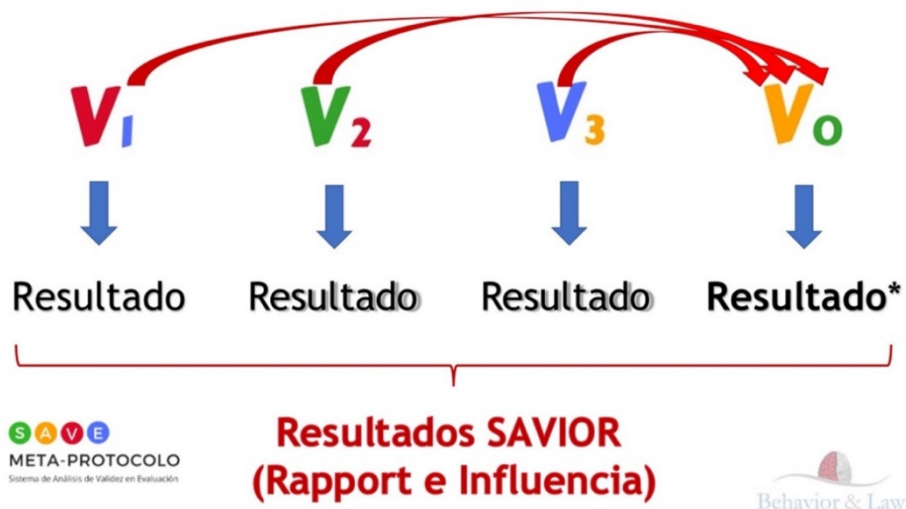 V1 V2 V3 V0
Resultado Resultado Resultado Resultado*
Resultados SAVIOR
(Rapport e Influencia)
SAVE
META-PROTOCOLO
Sistema de Análisis de Validez en Evaluación
Behavior & Law